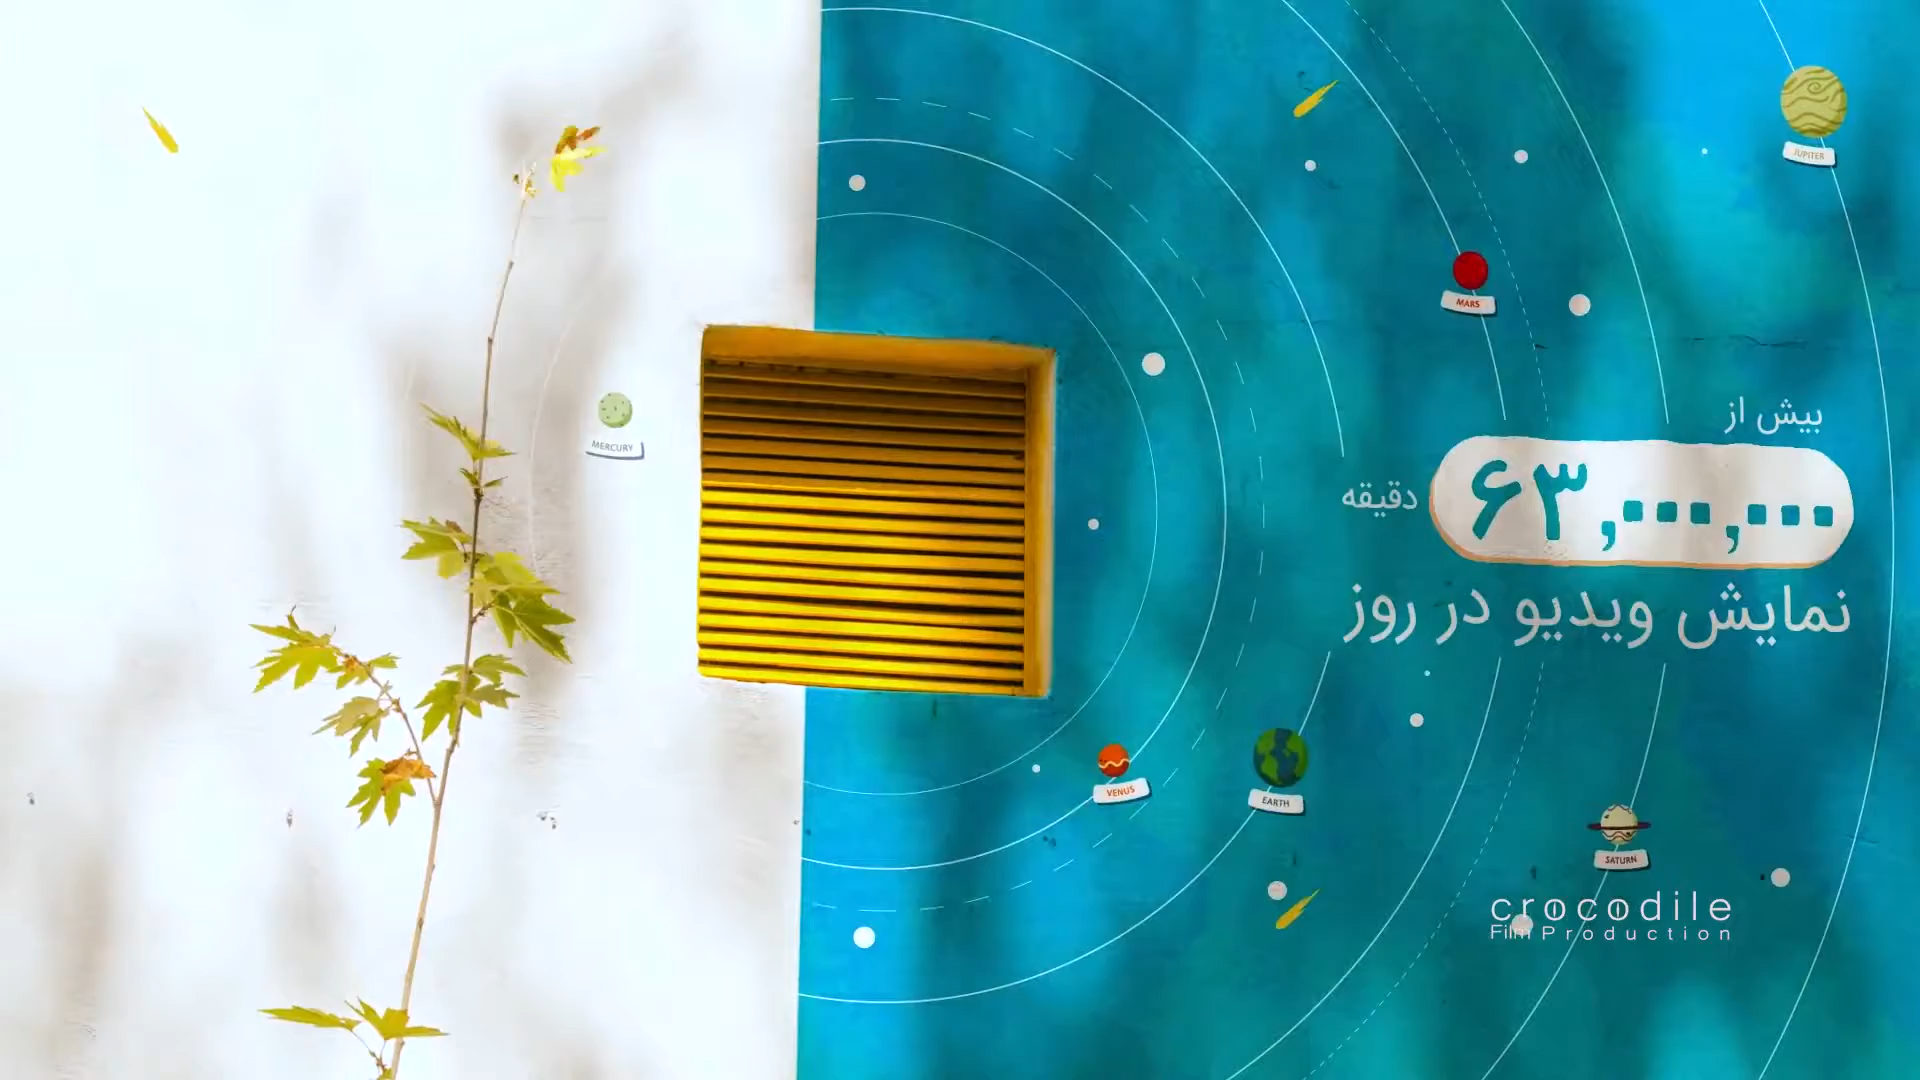 JUPITER
MARS
بیش از
MERCURY
۶۳,۰۰۰,۰۰۰ دقیقه
نمایش ویدیو در روز
VENUS
EARTH
SATURN
crocodile
Film Production